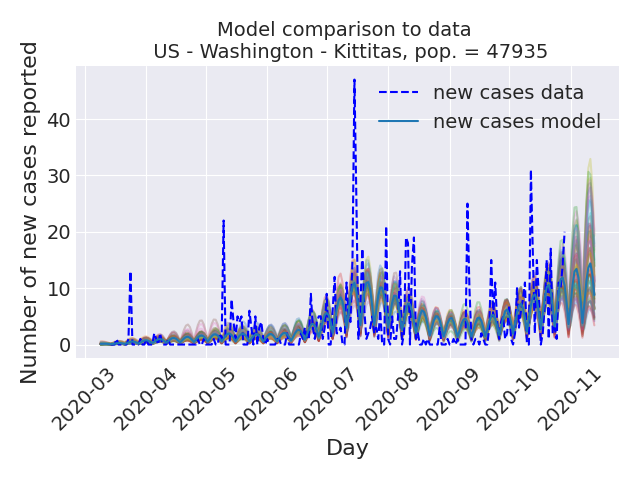 Model comparison to data
US - Washington - Kittitas, pop. = 47935
Number of new cases reported
new cases data
new cases model
40
30
20
10
0
2020-03
2020-04
2020-05
2020-06
2020-07
2020-08
2020-09
2020-10
2020-11
Day